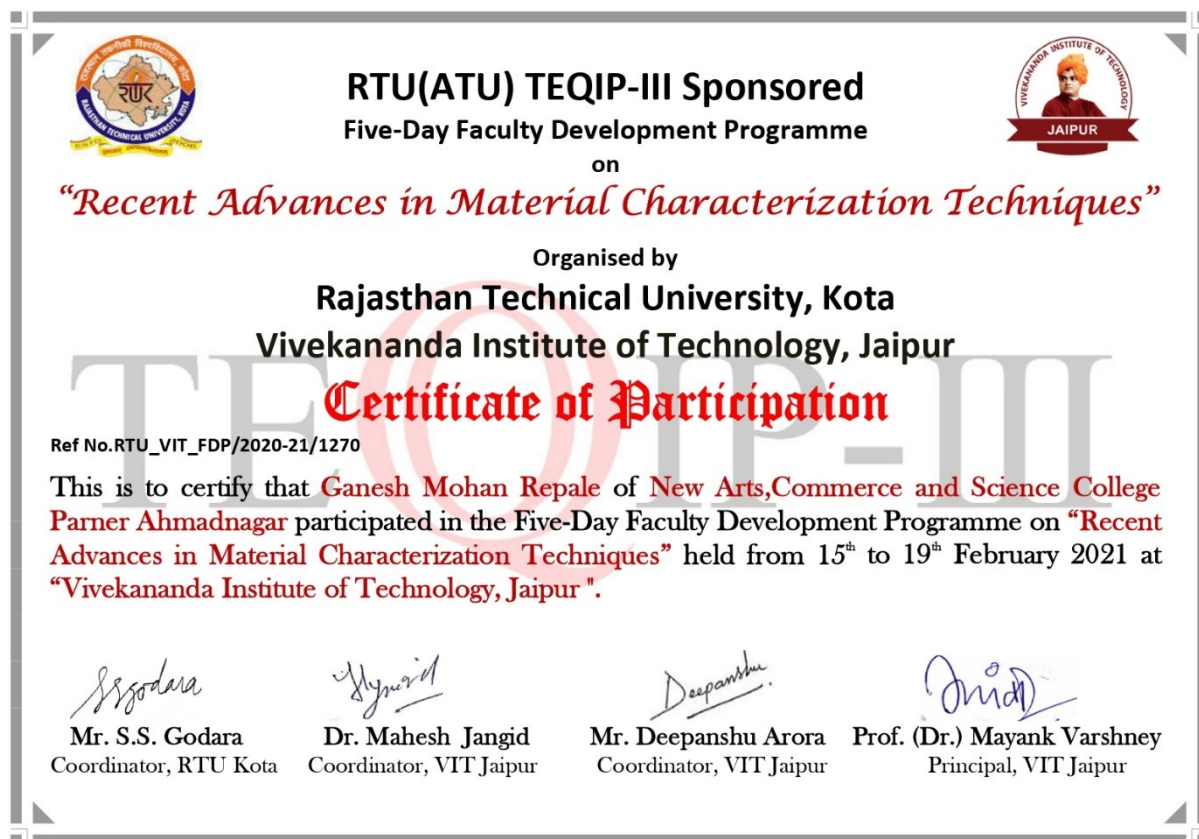 राजस्थान तकनीकी विश्वविद्यालय, कोटा
RAJASTHAN TECHNICAL UNIVERSITY, KOTA
VIVEKANANDA INSTITUTE OF TECHNOLOGY
JAIPUR
RTU(ATU) TEQIP-III Sponsored
Five-Day Faculty Development Programme
on
“Recent Advances in Material Characterization Techniques”
Organised by
Rajasthan Technical University, Kota
Vivekananda Institute of Technology, Jaipur
TEQIP-III
Certificate of Participation
Ref No.RTU_VIT_FDP/2020-21/1270
This is to certify that Ganesh Mohan Repale of New Arts,Commerce and Science College
Parner Ahmadnagar participated in the Five-Day Faculty Development Programme on “Recent
Advances in Material Characterization Techniques” held from 15th to 19th February 2021 at
“Vivekananda Institute of Technology, Jaipur ".
SSgodara
Deepanshu
Mr. S.S. Godara
Coordinator, RTU Kota
Dr. Mahesh Jangid
Coordinator, VIT Jaipur
Mr. Deepanshu Arora
Coordinator, VIT Jaipur
Prof. (Dr.) Mayank Varshney
Principal, VIT Jaipur